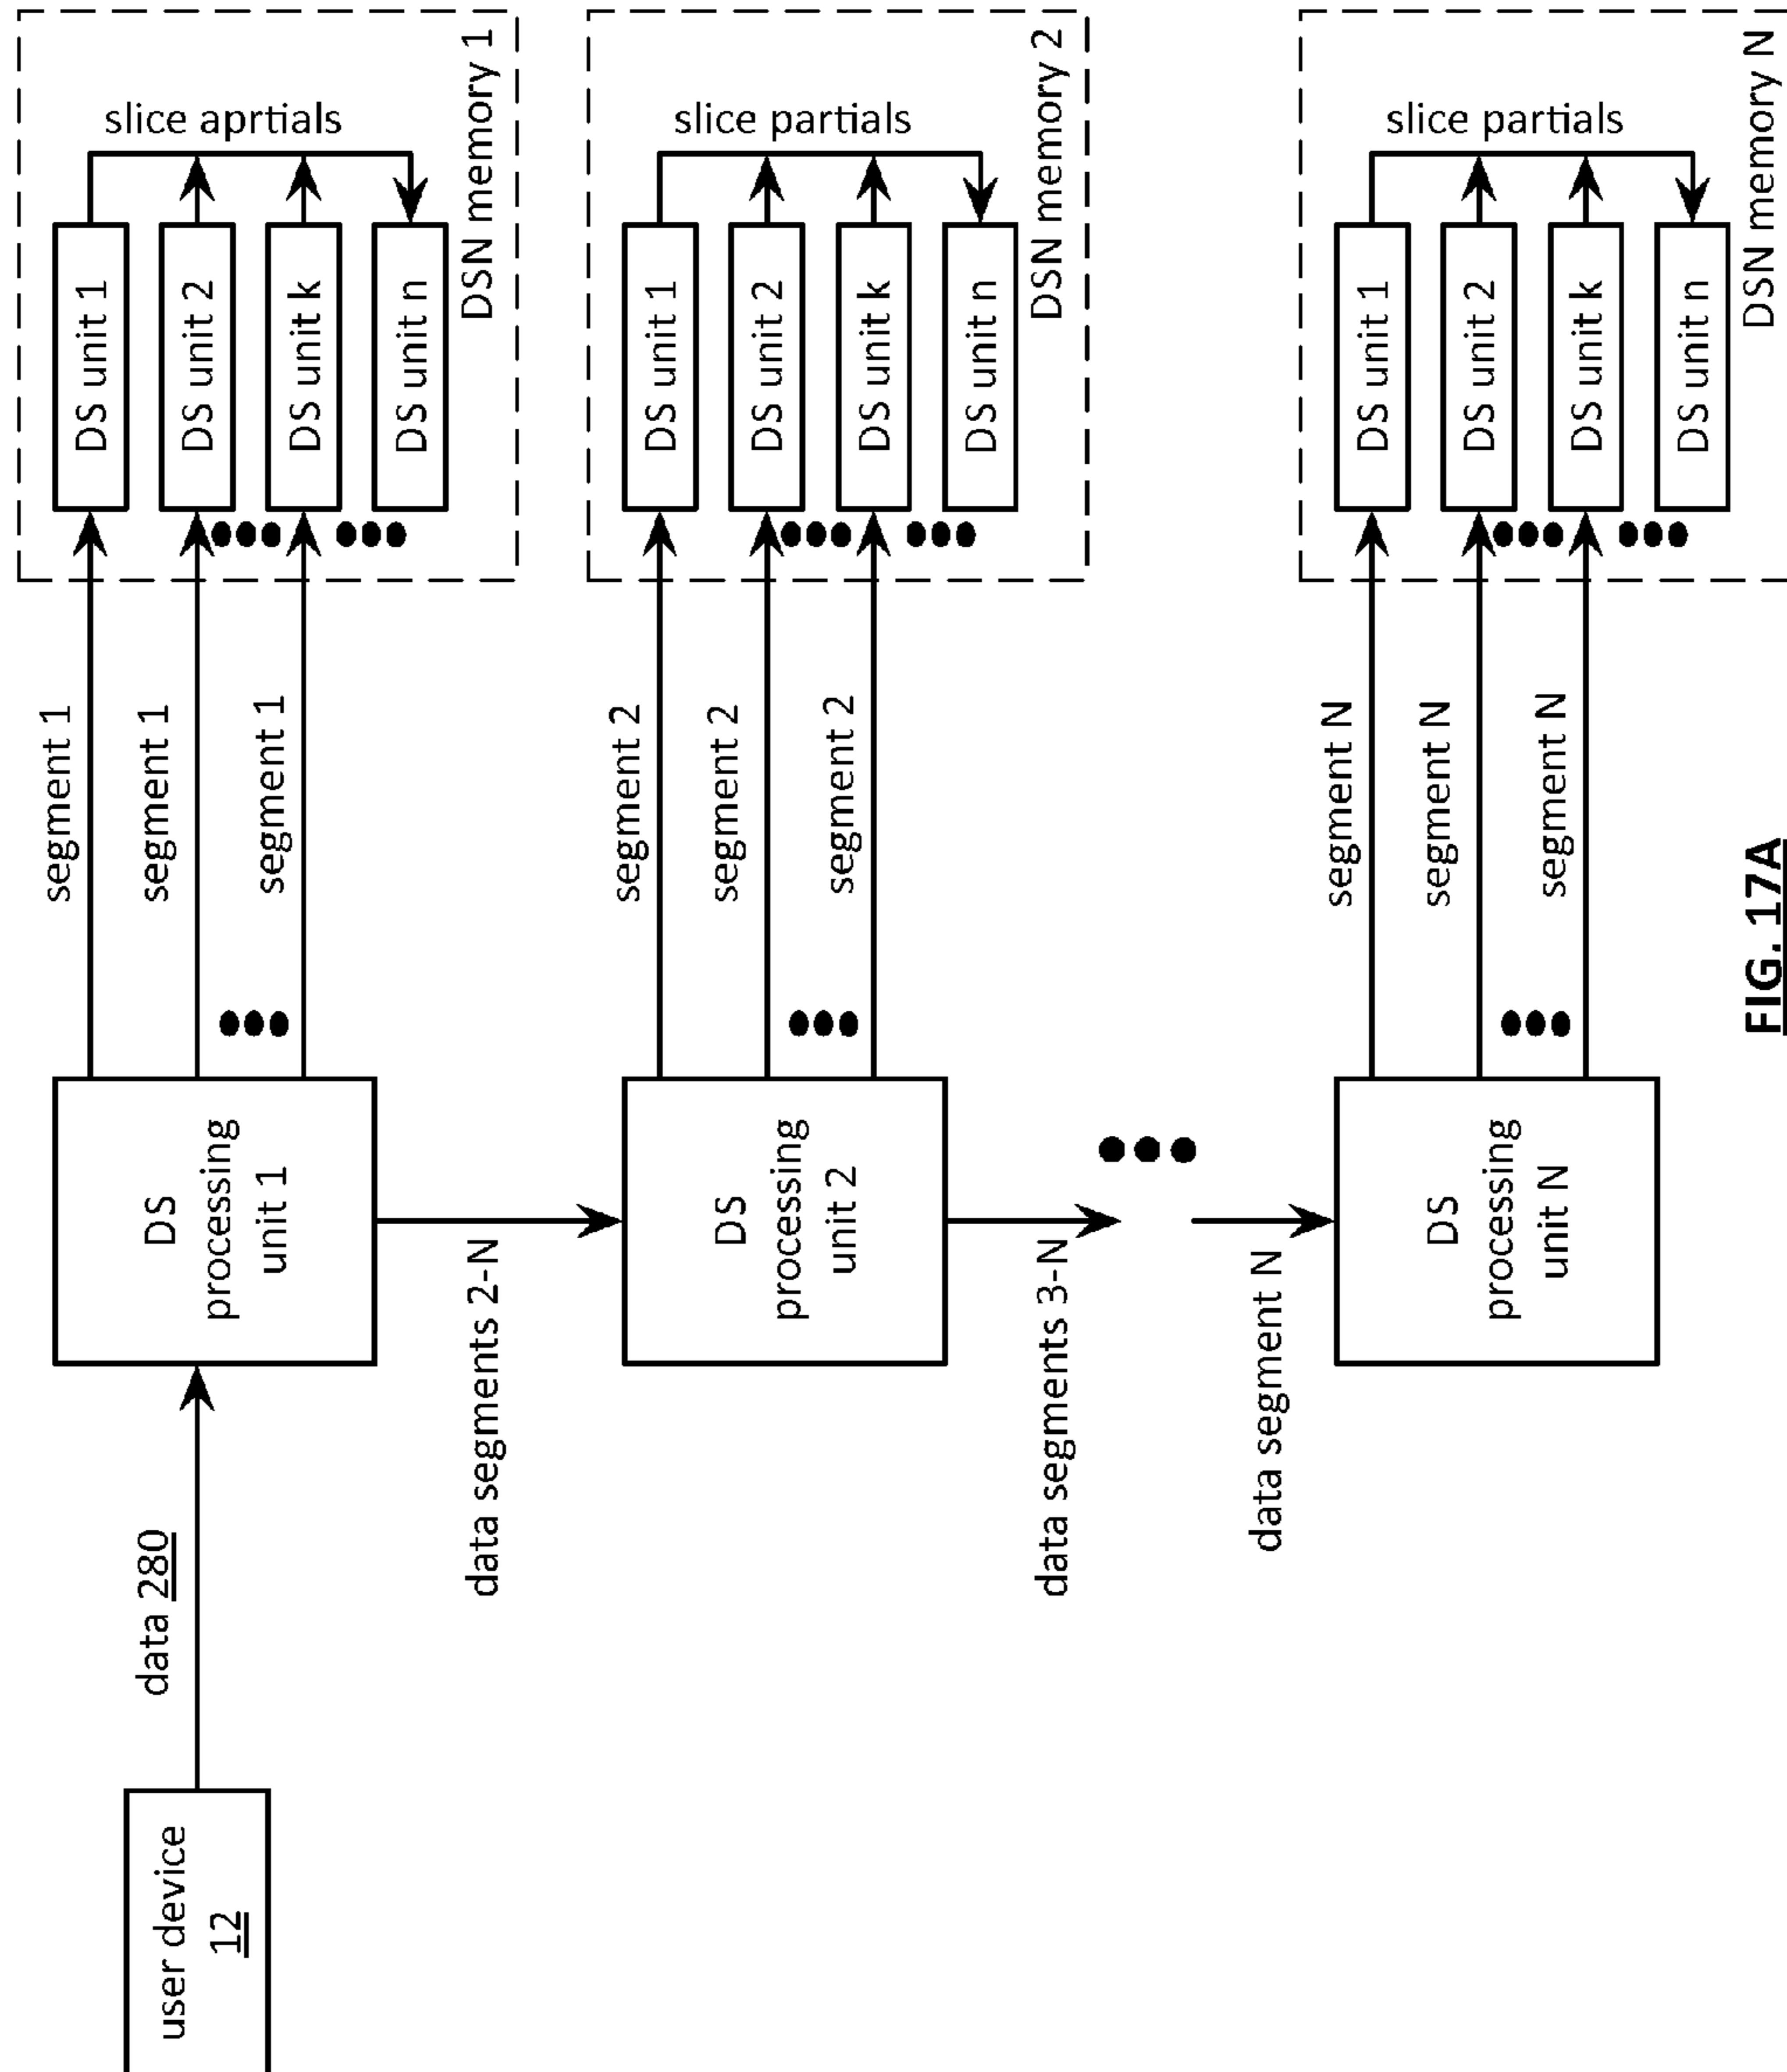 user device
12
data 280
DS
processing
unit 1
segment 1
segment 1
segment 1
DS unit 1
DS unit 2
DS unit k
DS unit n
slice aprtials
DSN memory 1
data segments 2-N
DS
processing
unit 2
segment 2
segment 2
segment 2
DS unit 1
DS unit 2
DS unit k
DS unit n
slice partials
DSN memory 2
data segments 3-N
data segment N
DS
processing
unit N
segment N
segment N
segment N
DS unit 1
DS unit 2
DS unit k
DS unit n
slice partials
DSN memory N
FIG. 17A